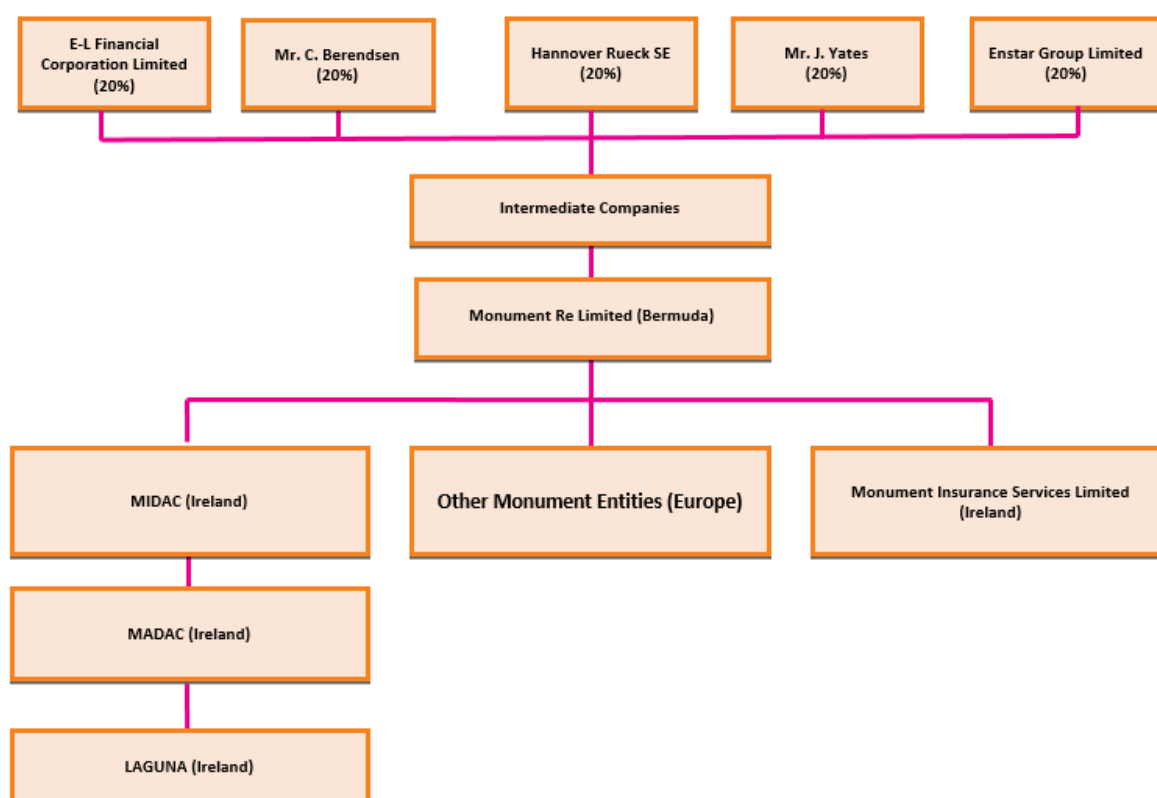 E-L Financial
Corporation Limited
(20%)
Mr. C. Berendsen
(20%)
Hannover Rueck SE
(20%)
Mr. J. Yates
(20%)
Enstar Group Limited
(20%)
Intermediate Companies
Monument Re Limited (Bermuda)
MIDAC (Ireland)
Other Monument Entities (Europe)
Monument Insurance Services Limited
(Ireland)
MADAC (Ireland)
LAGUNA (Ireland)